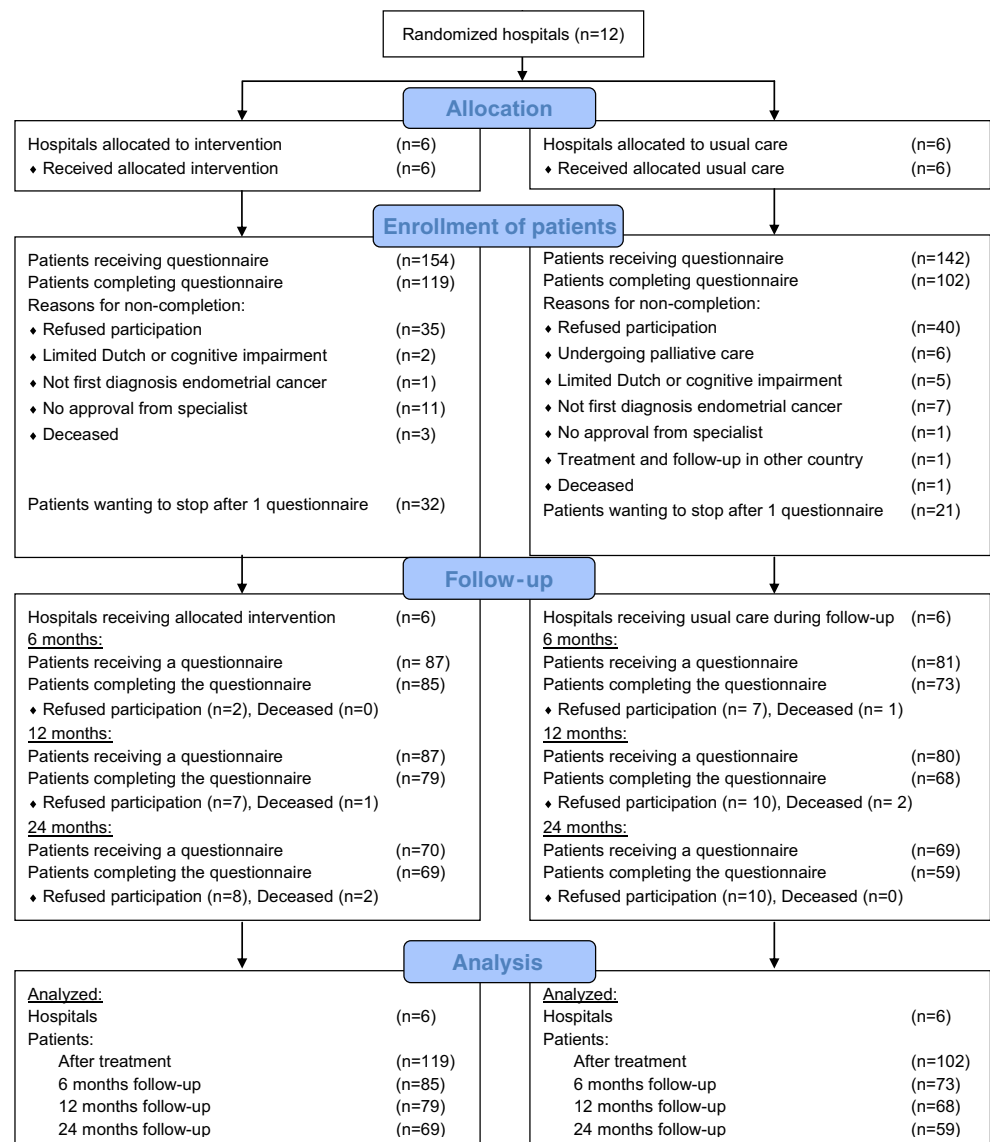 Randomized hospitals (n=12)
Allocation
Hospitals allocated to intervention (n=6)
♦ Received allocated intervention (n=6)
Hospitals allocated to usual care (n=6)
♦ Received allocated usual care (n=6)
Enrollment of patients
Patients receiving questionnaire (n=154)
Patients completing questionnaire (n=119)
Reasons for non-completion:
♦ Refused participation (n=35)
♦ Limited Dutch or cognitive impairment (n=2)
♦ Not first diagnosis endometrial cancer (n=1)
♦ No approval from specialist (n=11)
♦ Deceased (n=3)
Patients wanting to stop after 1 questionnaire (n=32)
Patients receiving questionnaire (n=142)
Patients completing questionnaire (n=102)
Reasons for non-completion:
♦ Refused participation (n=40)
♦ Undergoing palliative care (n=6)
♦ Limited Dutch or cognitive impairment (n=5)
♦ Not first diagnosis endometrial cancer (n=7)
♦ No approval from specialist (n=1)
♦ Treatment and follow-up in other country (n=1)
♦ Deceased (n=1)
Patients wanting to stop after 1 questionnaire (n=21)
Follow-up
Hospitals receiving allocated intervention (n=6)
6 months:
Patients receiving a questionnaire (n= 87)
Patients completing the questionnaire (n=85)
♦ Refused participation (n=2), Deceased (n=0)
12 months:
Patients receiving a questionnaire (n=87)
Patients completing the questionnaire (n=79)
♦ Refused participation (n=7), Deceased (n=1)
24 months:
Patients receiving a questionnaire (n=70)
Patients completing the questionnaire (n=69)
♦ Refused participation (n=8), Deceased (n=2)
Hospitals receiving usual care during follow-up (n=6)
6 months:
Patients receiving a questionnaire (n=81)
Patients completing the questionnaire (n=73)
♦ Refused participation (n= 7), Deceased (n= 1)
12 months:
Patients receiving a questionnaire (n=80)
Patients completing the questionnaire (n=68)
♦ Refused participation (n= 10), Deceased (n= 2)
24 months:
Patients receiving a questionnaire (n=69)
Patients completing the questionnaire (n=59)
♦ Refused participation (n=10), Deceased (n=0)
Analysis
Analyzed:
Hospitals (n=6)
Patients:
After treatment (n=119)
6 months follow-up (n=85)
12 months follow-up (n=79)
24 months follow-up (n=69)
Analyzed:
Hospitals (n=6)
Patients:
After treatment (n=102)
6 months follow-up (n=73)
12 months follow-up (n=68)
24 months follow-up (n=59)